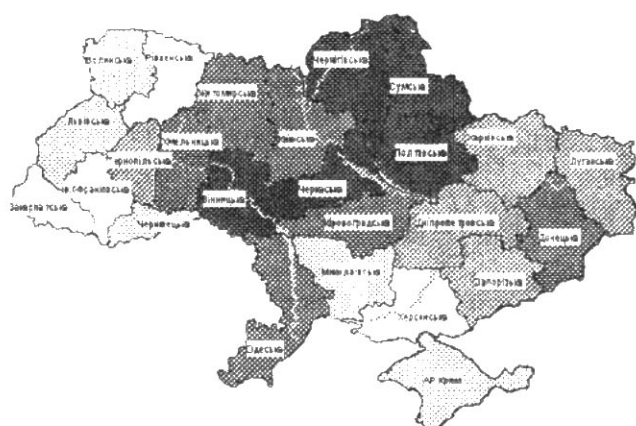 Волинська
Рівненська
Чернігівська
Сумська
Житомирська
Київська
Львівська
Хмельницька
Тернопільська
Полтавська
Харківська
Луганська
Ів.Франківська
Закарпатська
Вінницька
Черкаська
Чернівецька
Кіровоградська
Дніпропетровська
Донецька
Миколаївська
Запорізька
Одеська
Херсонська
АР Крим